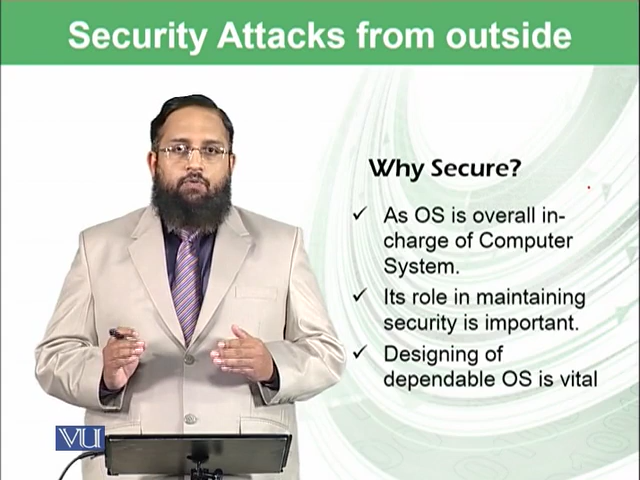 Security Attacks from outside
Why Secure?
✓ As OS is overall in-
charge of Computer
System.
✓ Its role in maintaining
security is important.
✓ Designing of
dependable OS is vital
VU